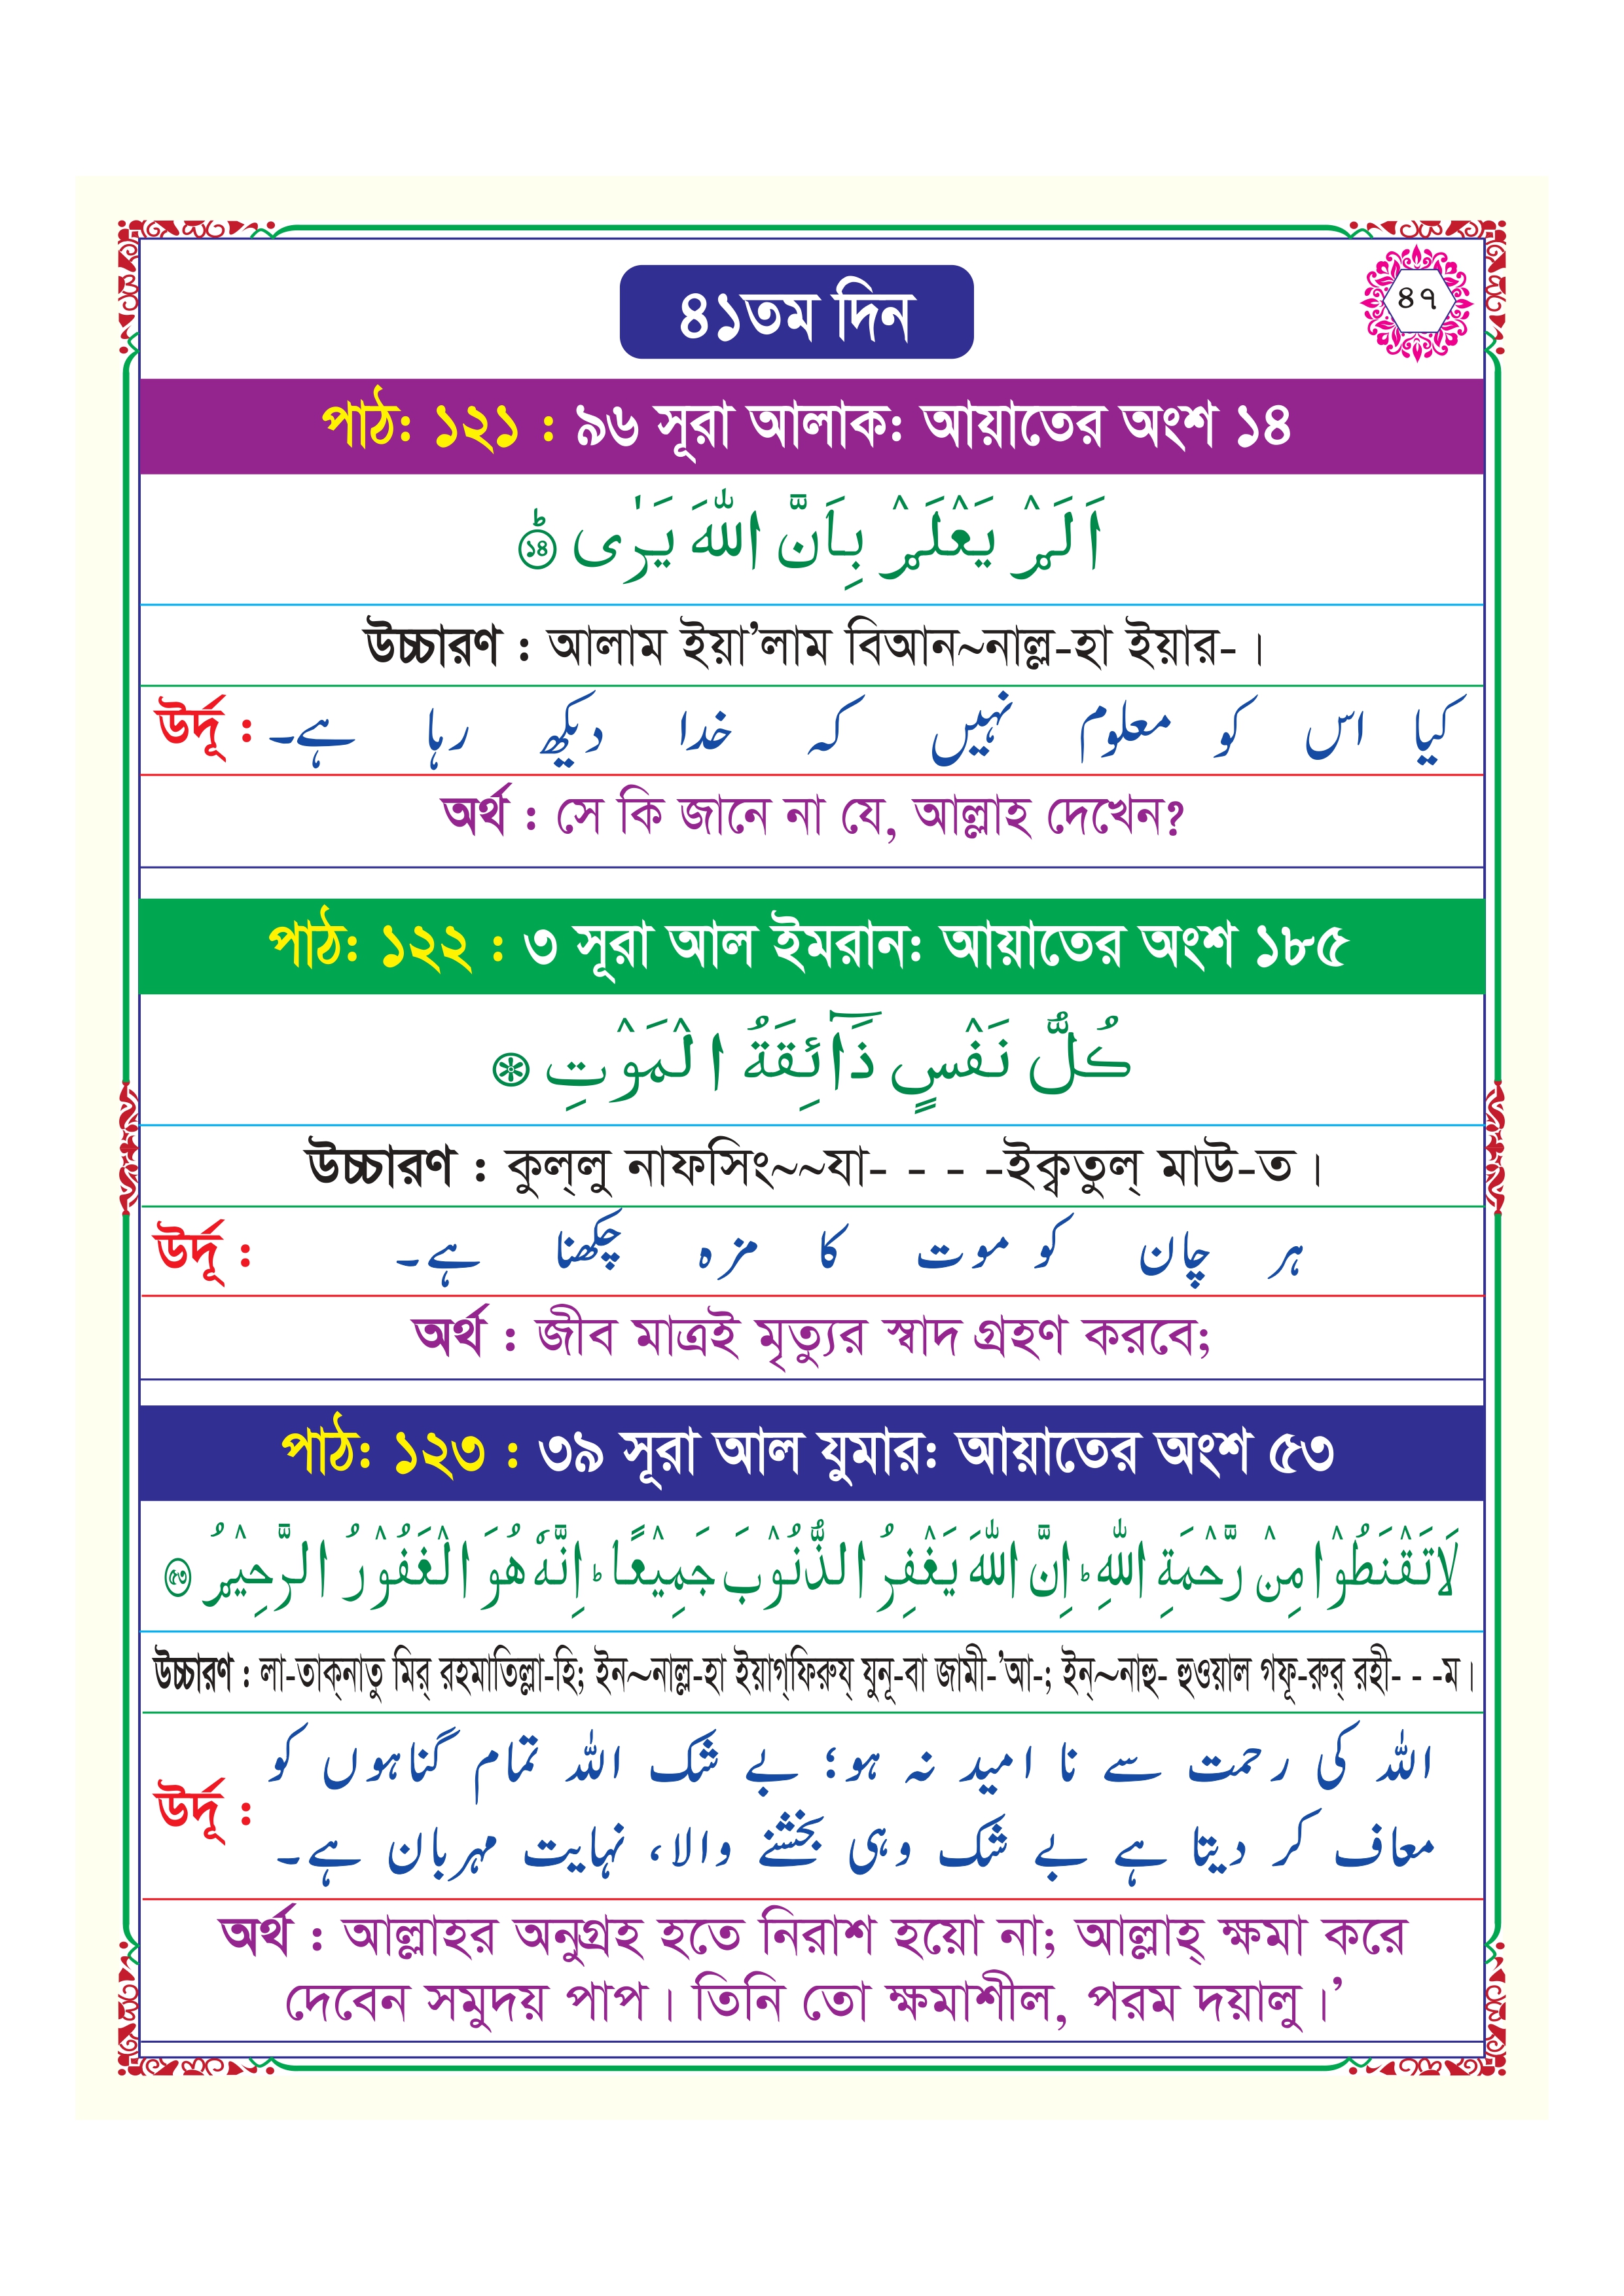 ৪১তম দিন
৪৭
পাঠ: ১২১ : ৯৬ সূরা আলাক: আয়াতের অংশ ১৪
اَلَمْ يَعْلَمْ بِاَنَّ اللّٰهَ يَرٰى ؕ ১৪
উচ্চারণ : আলাম ইয়া’লাম বিআন~নাল্ল-হা ইয়ার-।
উর্দূ : کیا اس کو معلوم نہیں کہ خدا دیکھ رہا ہے۔
অর্থ : সে কি জানে না যে, আল্লাহ দেখেন?
পাঠ: ১২২ : ৩ সূরা আল ইমরান: আয়াতের অংশ ১৮৫
كُلُّ نَفْسٍ ذَآئِقَةُ الْمَوْتِ
উচ্চারণ : কুল্লু নাফসিং~~যা- - - -ইক্বতুল্ মাউ-ত।
উর্দূ : ہر چان کو موت کا مزہ چکھنا ہے۔
অর্থ : জীব মাত্রই মৃত্যুর স্বাদ গ্রহণ করবে;
পাঠ: ১২৩ : ৩৯ সূরা আল যুমার: আয়াতের অংশ ৫৩
لَاتَقْنَطُوْا مِنْ رَّحْمَةِ اللّٰهِ ؕ اِنَّ اللّٰهَ يَغْفِرُ الذُّنُوْبَ جَمِيْعًا ؕ اِنَّهٗ هُوَ الْغَفُوْرُ الرَّحِيْمُ ৫৩
উচ্চারণ : লা-তাক্নাতু মির্ রহমাতিল্লা-হি; ইন~নাল্ল-হা ইয়াগ্ফিরুয্ যুনূ-বা জামী-’আ-; ইন্~নাহু- হুওয়াল গফূ-রুর্ রহী- - -ম।
উর্দূ : اللہ کی رحمت سے نا امید نہ ہو؛ بے شک اللہ تمام گناہوں کو
معاف کر دیتا ہے بے شک وہی بخشنے والا، نہایت مہربان ہے۔
অর্থ : আল্লাহর অনুগ্রহ হতে নিরাশ হয়ো না; আল্লাহ্ ক্ষমা করে
দেবেন সমুদয় পাপ। তিনি তো ক্ষমাশীল, পরম দয়ালু।’